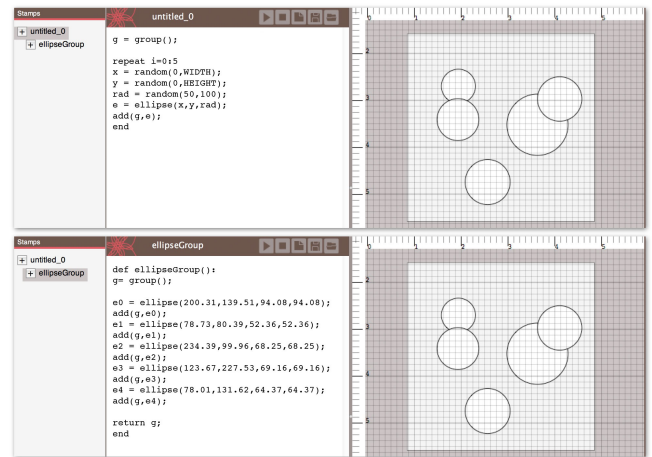 Stamps
untitled_0
untitled_0
ellipseGroup
g = group();
repeat i=0:5
x = random(0,WIDTH);
y = random(0,HEIGHT);
rad = random(50,100);
e = ellipse(x,y,rad);
add(g,e);
end
0 1 2 3 4 5
2
3
4
5
Stamps
ellipseGroup
untitled_0
ellipseGroup
def ellipseGroup():
g= group();
e0 = ellipse(200.31,139.51,94.08,94.08);
add(g,e0);
e1 = ellipse(78.73,80.39,52.36,52.36);
add(g,e1);
e2 = ellipse(234.39,99.96,68.25,68.25);
add(g,e2);
e3 = ellipse(123.67,227.53,69.16,69.16);
add(g,e3);
e4 = ellipse(78.01,131.62,64.37,64.37);
add(g,e4);
return g;
end
0 1 2 3 4 5
2
3
4
5